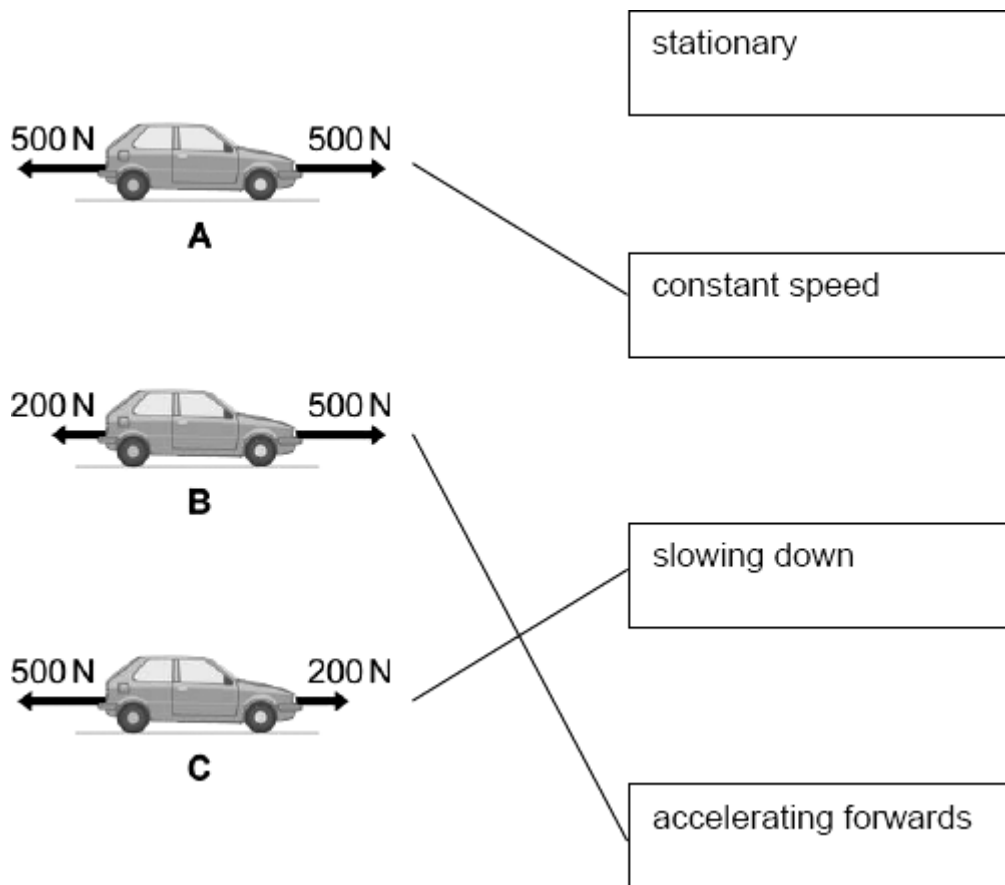 stationary
500 N 500 N
A
constant speed
200 N 500 N
B
slowing down
500 N 200 N
C
accelerating forwards